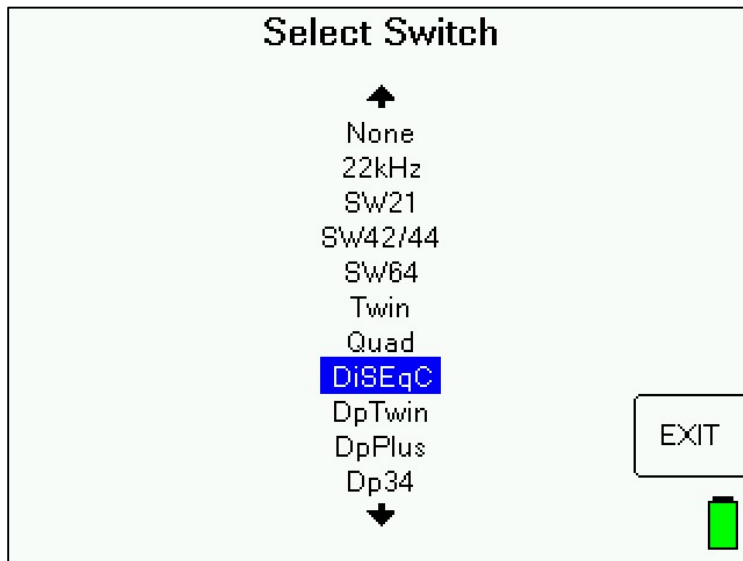 Select Switch
None
22kHz
SW21
SW42/44
SW64
Twin
Quad
DiSEqC
DpTwin
DpPlus
EXIT
Dp34